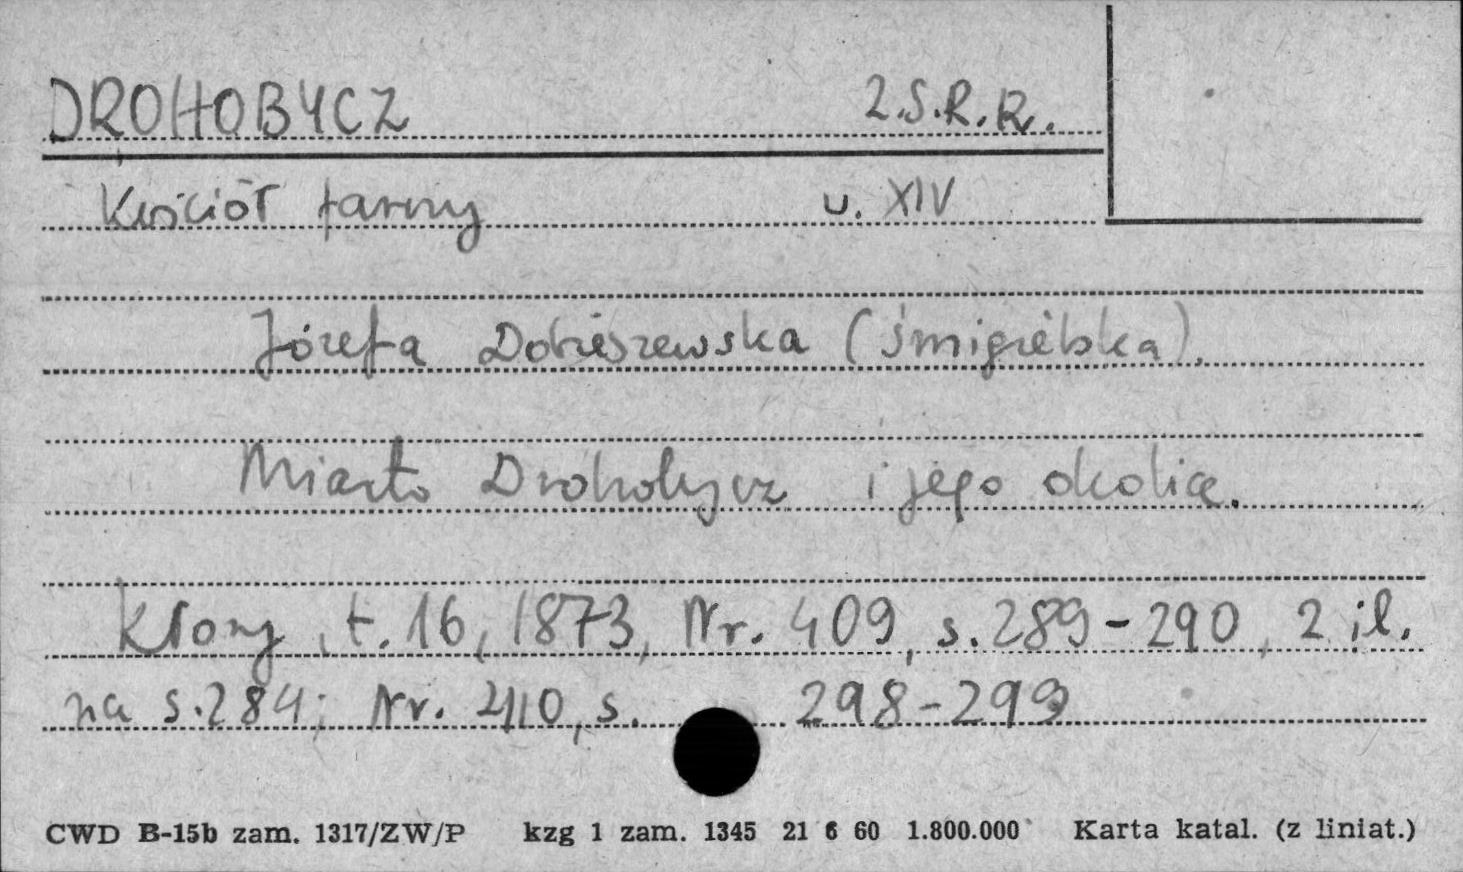 DROHOBYCZ Z.S.R.R.
Kościół farny w. XIV
Józefa Dobieszewska (Śmigielska).
Miasto Drohobycz i jego okolice.
Kłosy, t. 16, 1873, Nr. 409, s. 289-290, 2 il.
na s. 284; Nr. 410, s. 298-299
CWD B-15b zam. 1317/ZW/P kzg 1 zam. 1345 21 6 60 1.800.000 Karta katal. (z liniat.)